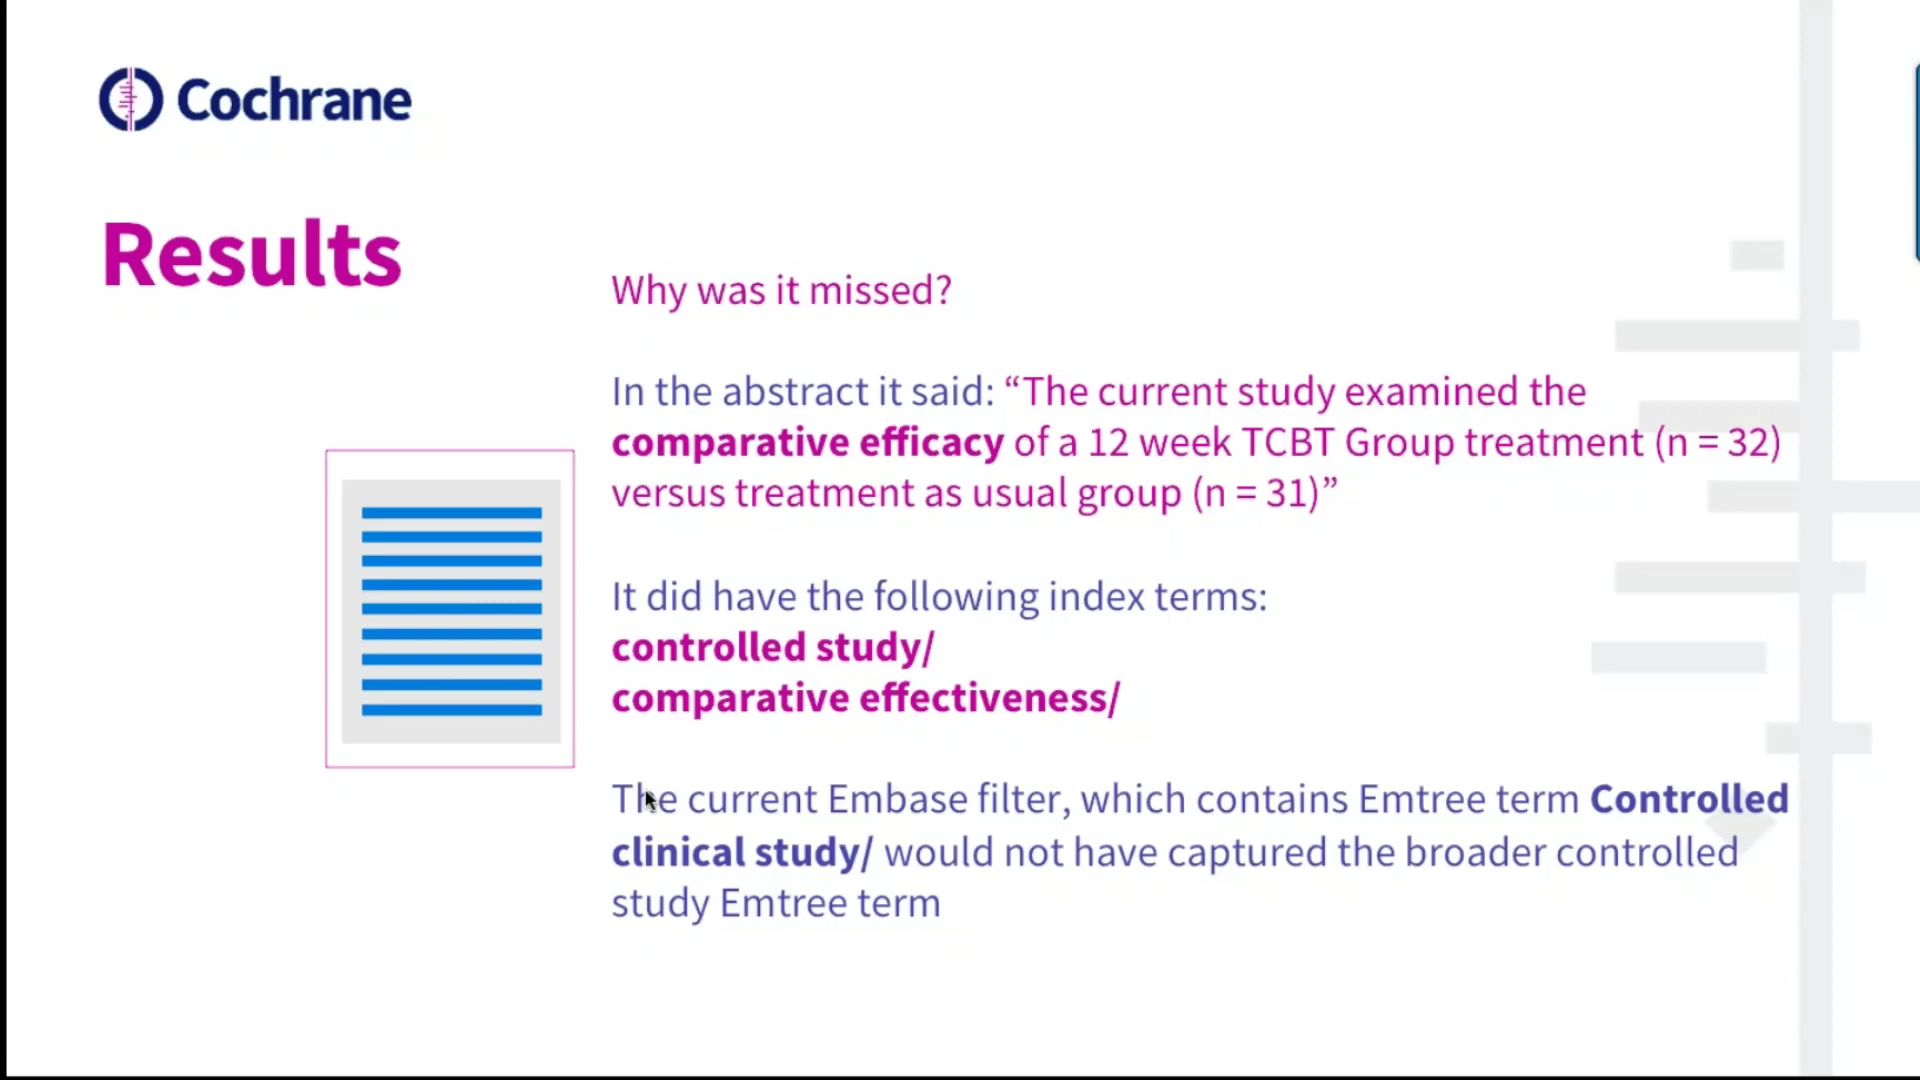 Cochrane
Results
Why was it missed?
In the abstract it said: “The current study examined the
comparative efficacy of a 12 week TCBT Group treatment (n = 32)
versus treatment as usual group (n = 31)”
It did have the following index terms:
controlled study/
comparative effectiveness/
The current Embase filter, which contains Emtree term Controlled
clinical study/ would not have captured the broader controlled
study Emtree term